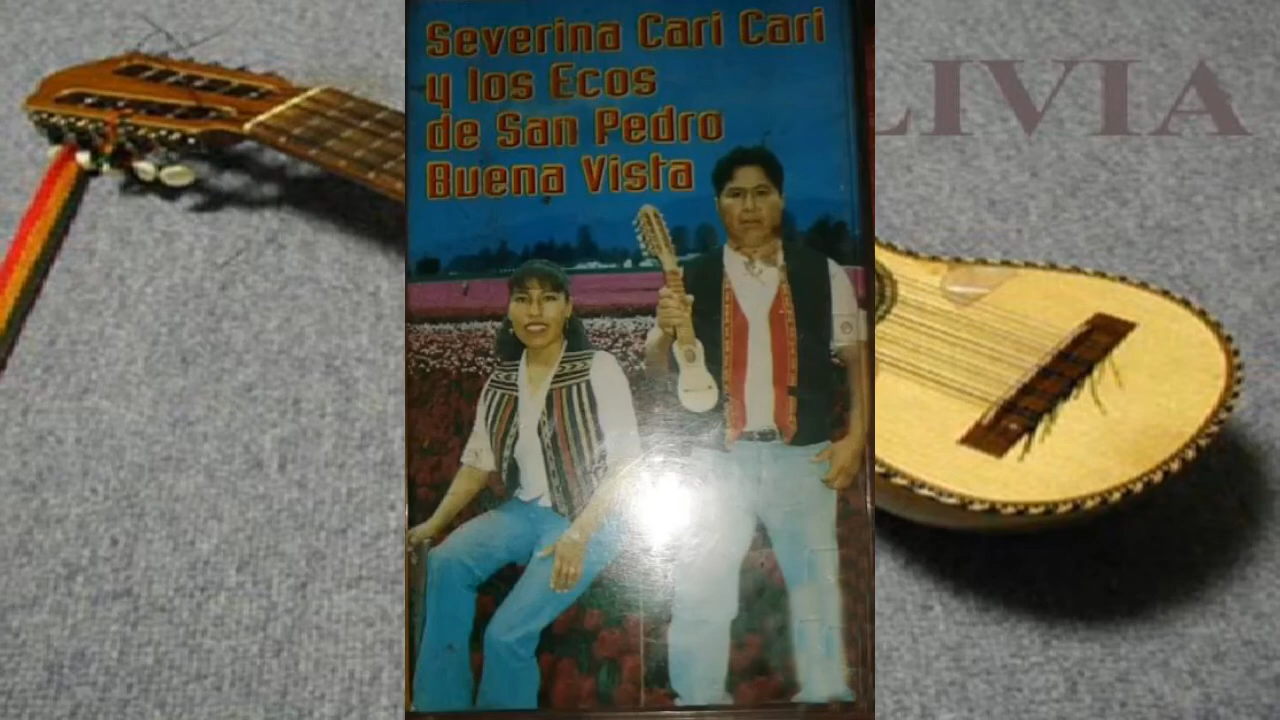 Severina Cari Cari
y los Ecos
de San Pedro
Buena Vista
LIVIA